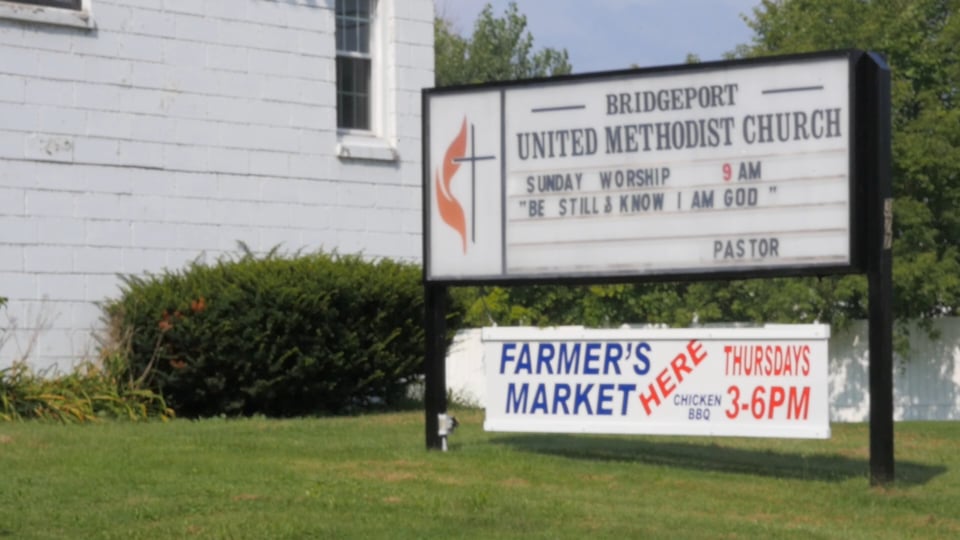 BRIDGEPORT
UNITED METHODIST CHURCH
SUNDAY WORSHIP 9 AM
"BE STILL & KNOW I AM GOD "
PASTOR
FARMER'S
MARKET
HERE
CHICKEN
BBQ
THURSDAYS
3-6PM